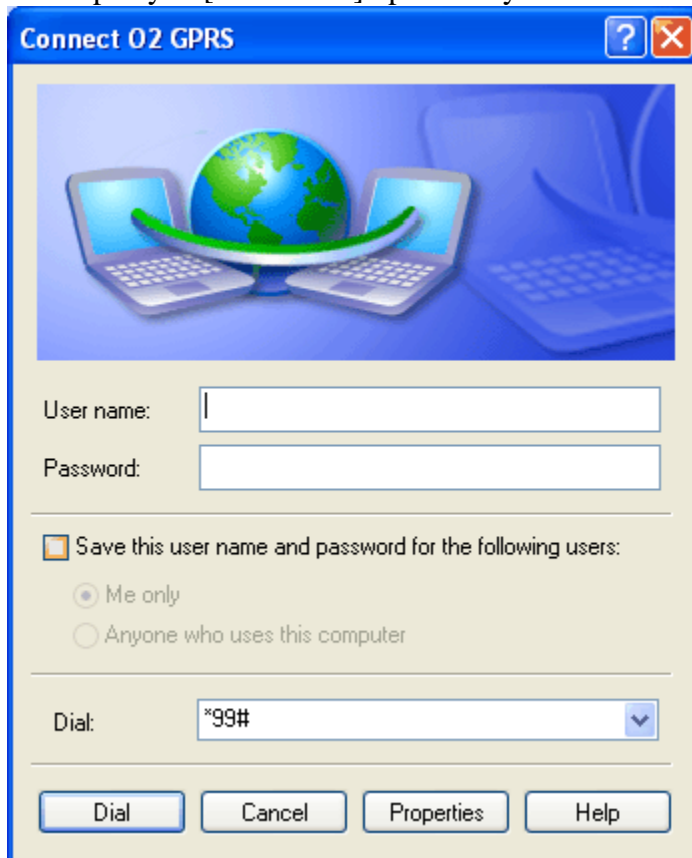 Connect O2 GPRS
User name:
Password:
Save this user name and password for the following users:
Me only
Anyone who uses this computer
Dial: *99#
Dial Cancel Properties Help